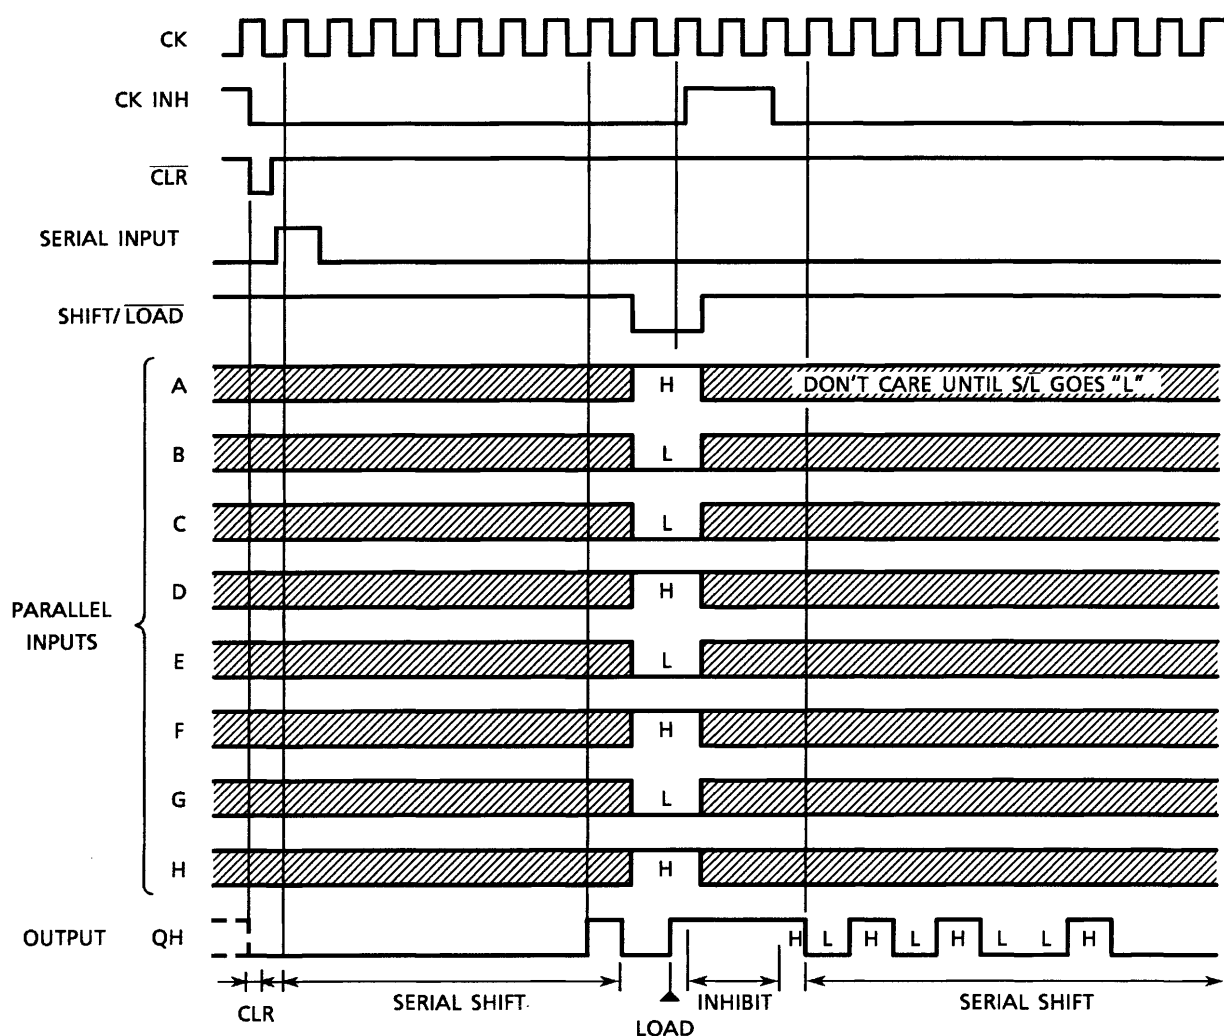 CK
CK INH
CLR
SERIAL INPUT
SHIFT/LOAD
A H DON'T CARE UNTIL S/L GOES "L"
B L
C L
D H
PARALLEL
INPUTS
E L
F H
G L
H H
OUTPUT QH H L H L H L L H
SERIAL SHIFT. INHIBIT SERIAL SHIFT
CLR
LOAD